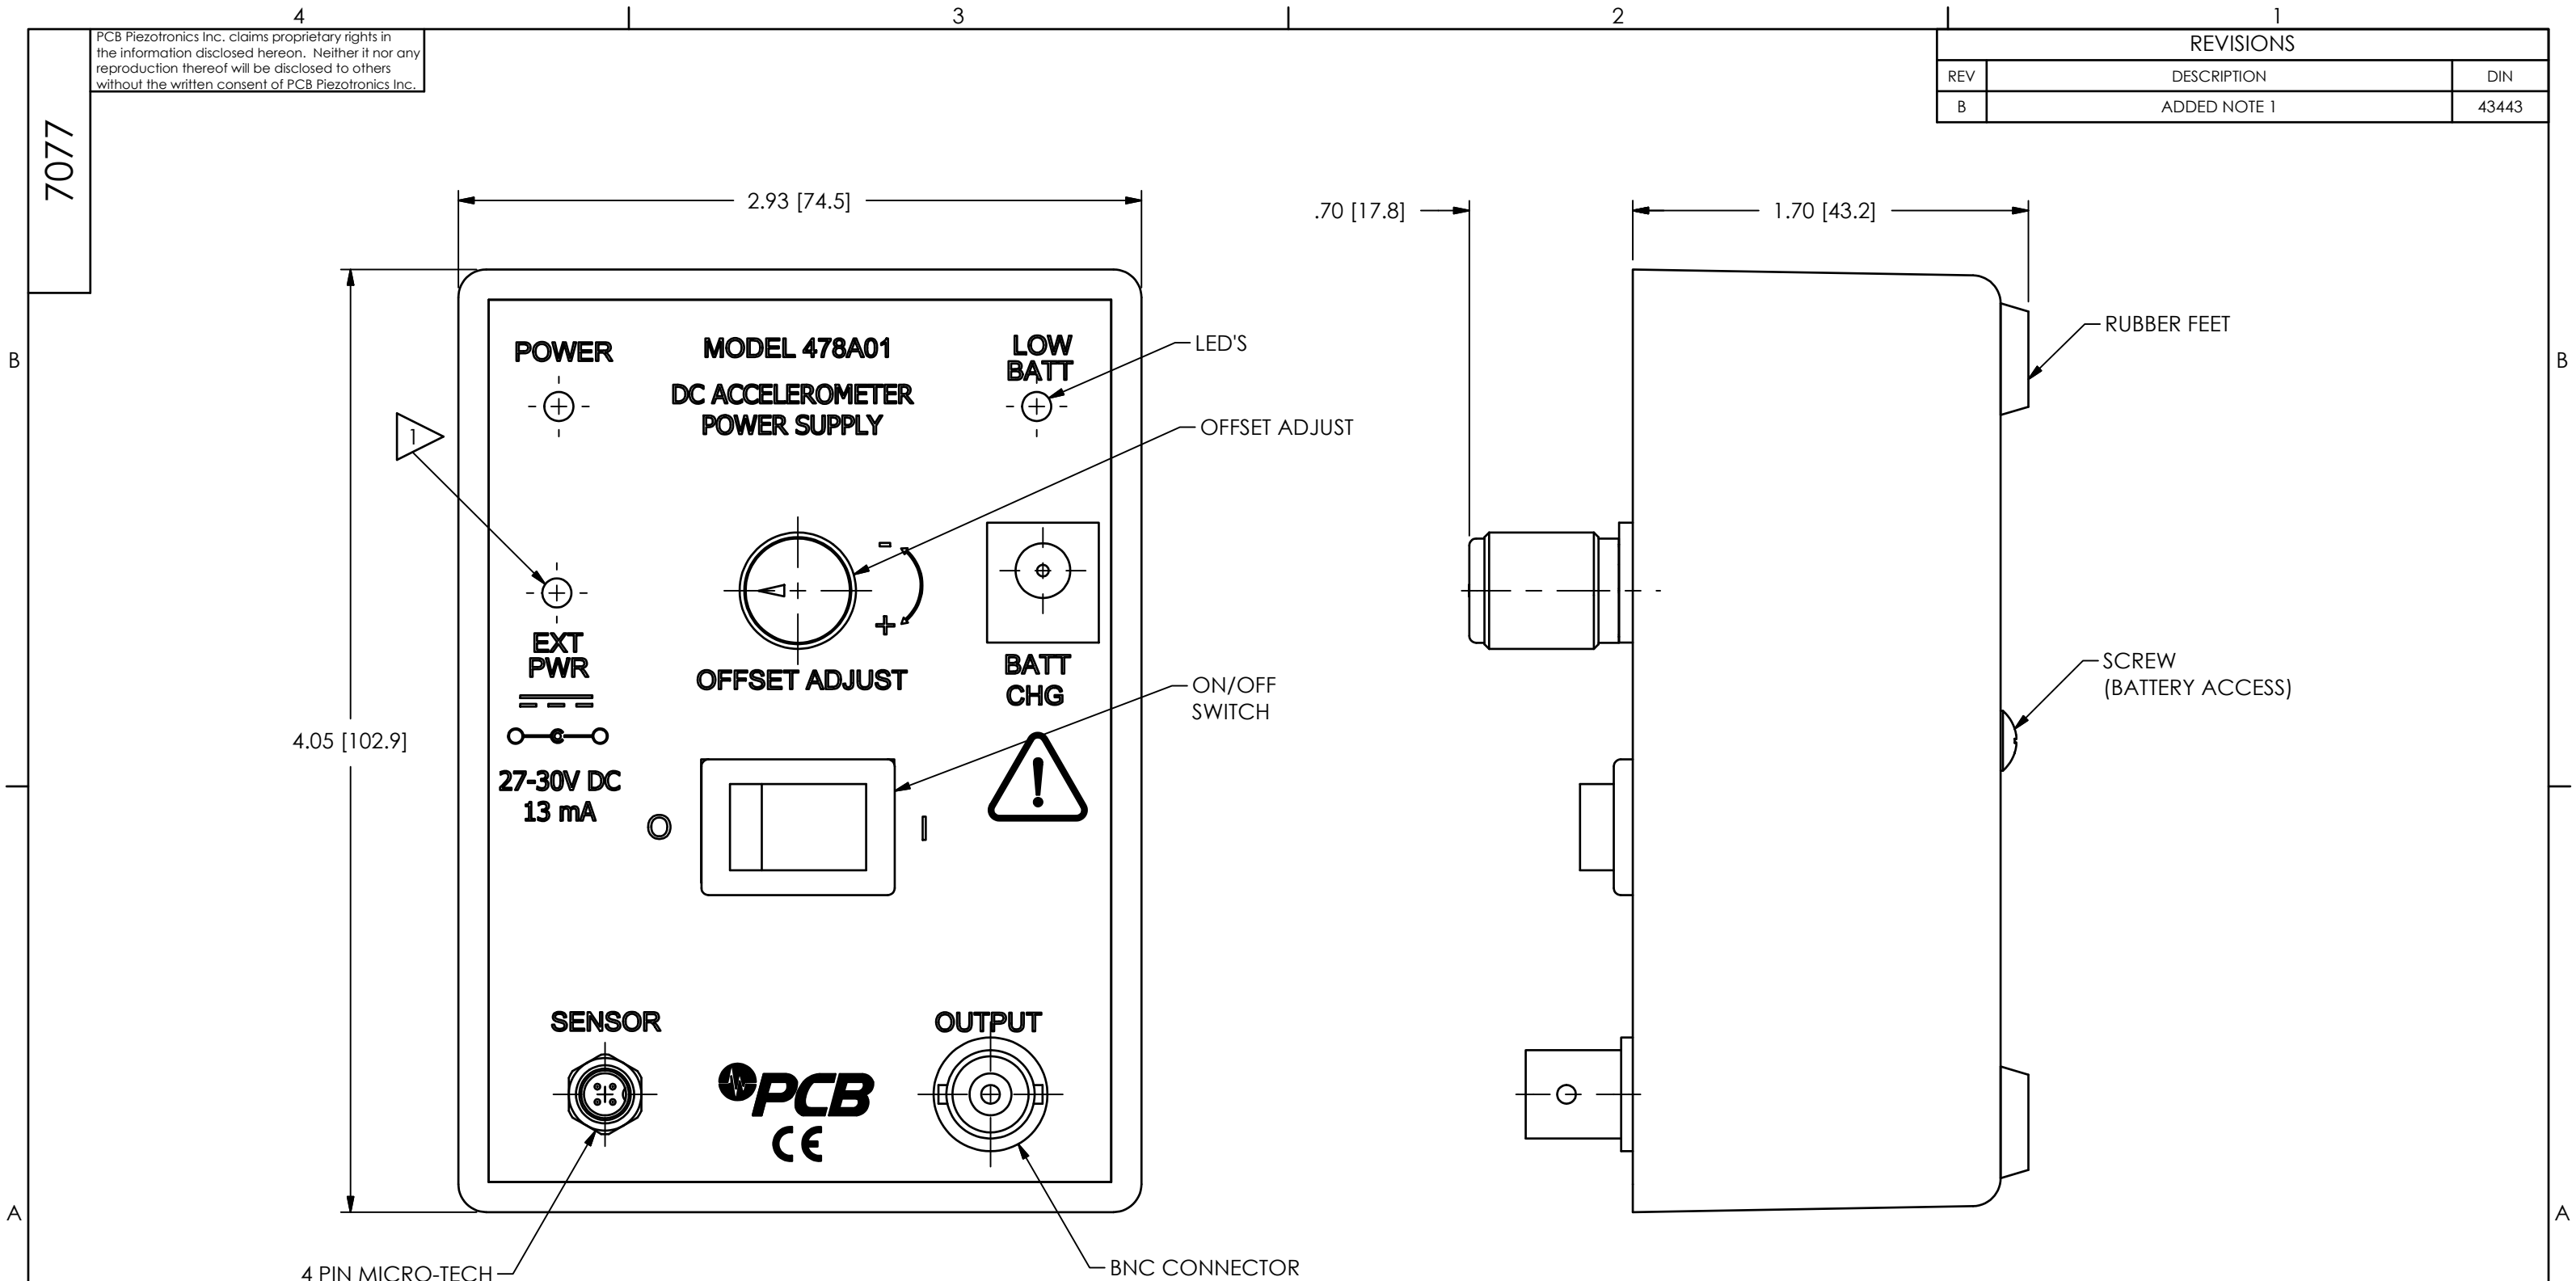 4
3
2
1
PCB Piezotronics Inc. claims proprietary rights in
the information disclosed hereon. Neither it nor any
reproduction thereof will be disclosed to others
without the written consent of PCB Piezotronics Inc.
7077
REVISIONS
REV DESCRIPTION DIN
B ADDED NOTE 1 43443
2.93 [74.5]
.70 [17.8]
1.70 [43.2]
B
B
POWER
MODEL 478A01
DC ACCELEROMETER
POWER SUPPLY
LOW
BATT
LED'S
OFFSET ADJUST
RUBBER FEET
1
-
+
EXT
PWR
OFFSET ADJUST
BATT
CHG
ON/OFF
SWITCH
SCREW
(BATTERY ACCESS)
4.05 [102.9]
27-30V DC
13 mA
O
I
!
SENSOR
OUTPUT
PCB
CE
A
A
4 PIN MICRO-TECH
BNC CONNECTOR